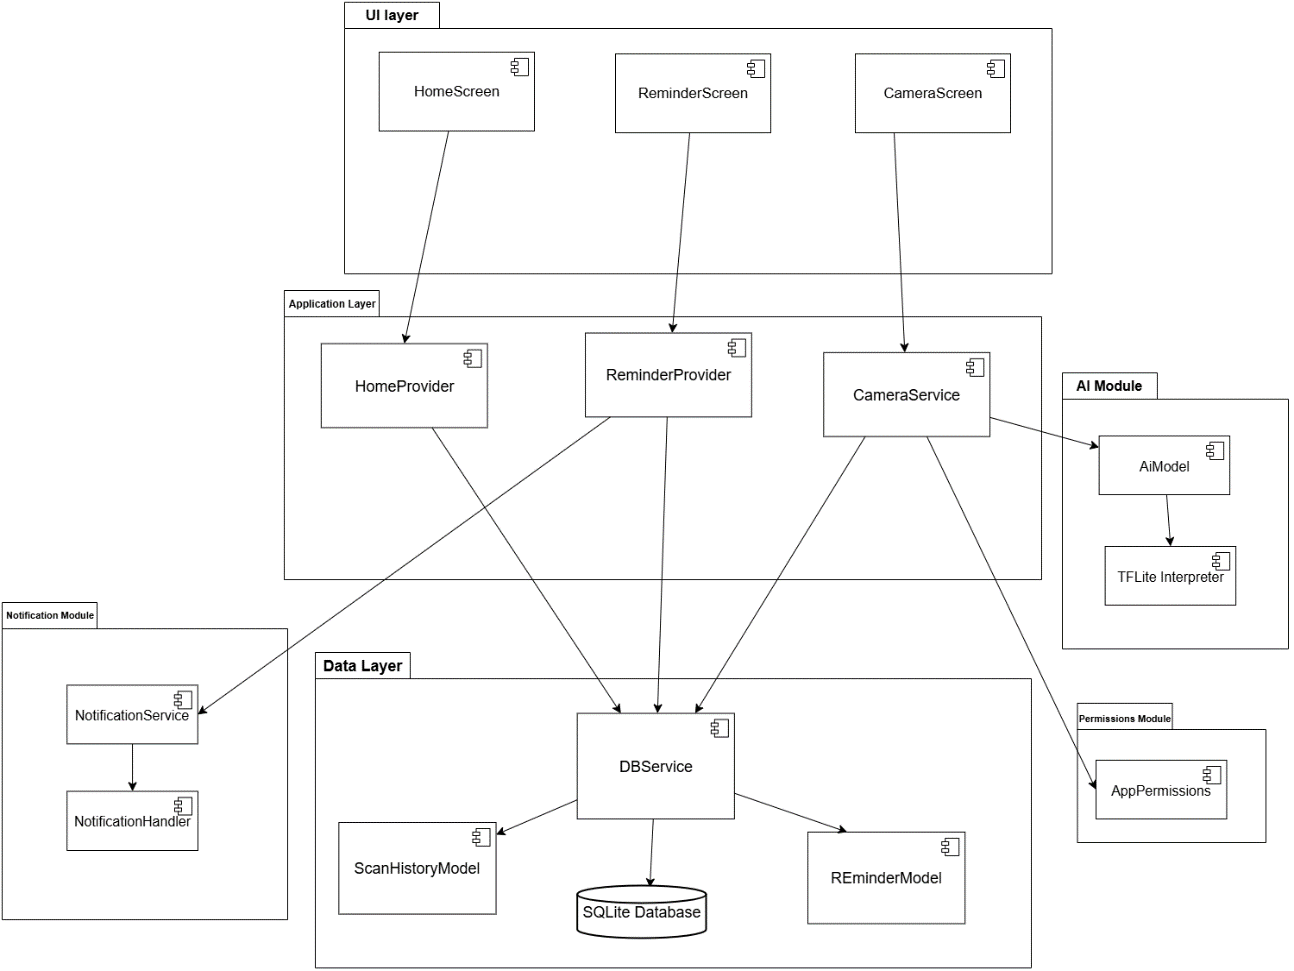 UI layer
HomeScreen
ReminderScreen
CameraScreen
Application Layer
HomeProvider
ReminderProvider
CameraService
AI Module
AiModel
TFLite Interpreter
Notification Module
NotificationService
NotificationHandler
Data Layer
DBService
ScanHistoryModel
SQLite Database
REminderModel
Permissions Module
AppPermissions